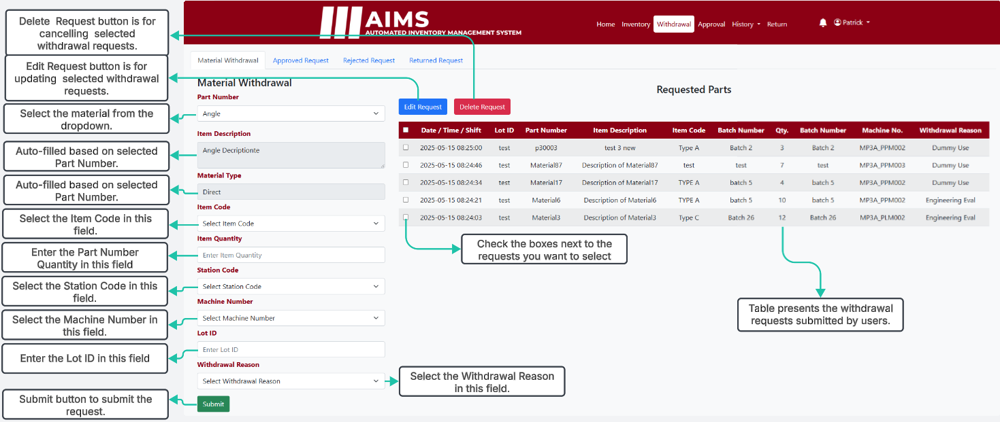 Delete Request button is for
cancelling selected
withdrawal requests.
Edit Request button is for
updating selected withdrawal
requests.
Select the material from the
dropdown.
Auto-filled based on selected
Part Number.
Auto-filled based on selected
Part Number.
Select the Item Code in this
field.
Enter the Part Number
Quantity in this field
Select the Station Code in this
field.
Select the Machine Number in
this field.
Enter the Lot ID in this field
Submit button to submit the
request.
AIMS
AUTOMATED INVENTORY MANAGEMENT SYSTEM
Home Inventory Withdrawal Approval History Return Patrick
Material Withdrawal Approved Request Rejected Request Returned Request
Material Withdrawal
Part Number
Angle
Item Description
Angle Decriptionte
Material Type
Direct
Item Code
Select Item Code
Item Quantity
Enter Item Quantity
Station Code
Select Station Code
Machine Number
Select Machine Number
Lot ID
Enter Lot ID
Withdrawal Reason
Select Withdrawal Reason
Submit
Requested Parts
Edit Request Delete Request
Date / Time / Shift Lot ID Part Number Item Description Item Code Batch Number Qty. Batch Number Machine No. Withdrawal Reason
2025-05-15 08:25:00 test p30003 test 3 new Type A Batch 2 3 Batch 2 MP3A_PPM002 Dummy Use
2025-05-15 08:24:46 test Material87 Description of Material87 test test 7 test MP3A_PPM003 Dummy Use
2025-05-15 08:24:34 test Material17 Description of Material17 TYPE A batch 5 4 batch 5 MP3A_PPM002 Dummy Use
2025-05-15 08:24:21 test Material6 Description of Material6 TYPE A batch 5 10 batch 5 MP3A_PPM002 Engineering Eval
2025-05-15 08:24:03 test Material3 Description of Material3 Type C Batch 26 12 Batch 26 MP3A_PLM002 Engineering Eval
Check the boxes next to the
requests you want to select
Table presents the withdrawal
requests submitted by users.
Select the Withdrawal Reason
in this field.